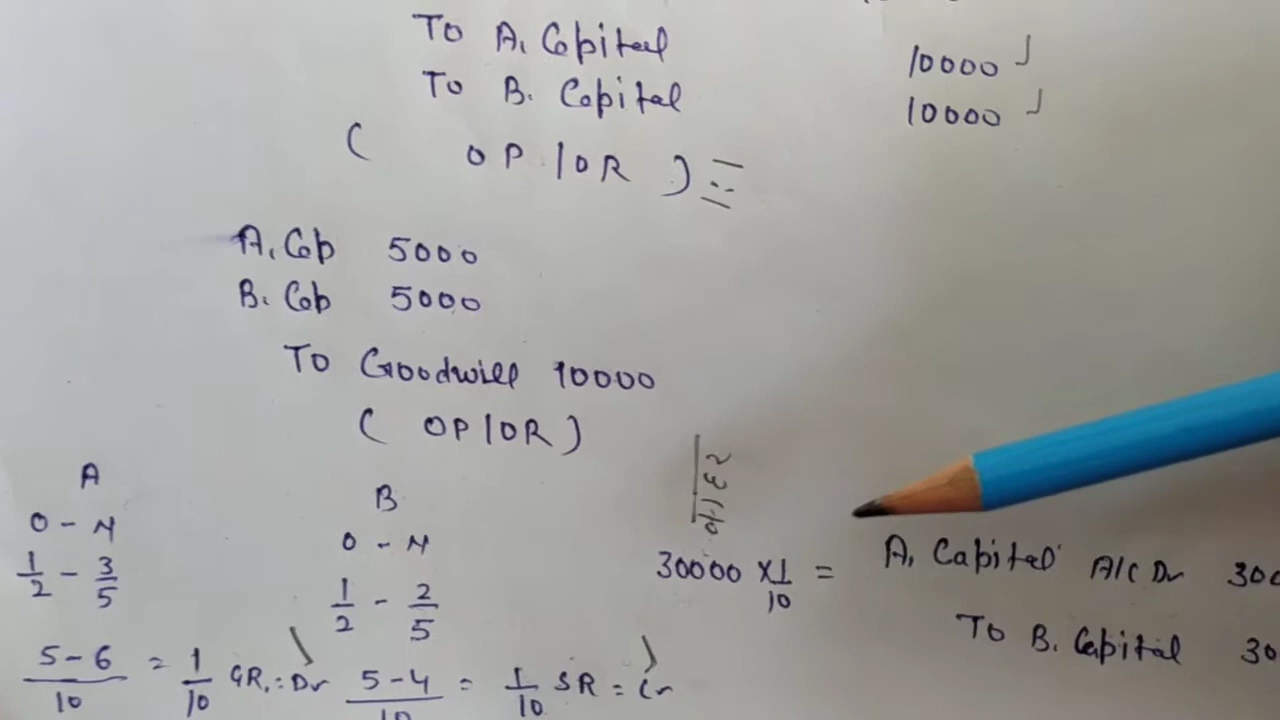 To A. Capital 10000
To B. Capital 10000
( OP / OR )
A. Cap 5000
B. Cap 5000
To Goodwill 10000
( OP / OR )
A
O - N
1/2 - 3/5
5-6/10 = 1/10 GR. = Dr
B
O - N
1/2 - 2/5
5-4/10 = 1/10 SR = Cr
30000 × 1/10 = A. Capital A/C Dr 300
To B. Capital 30